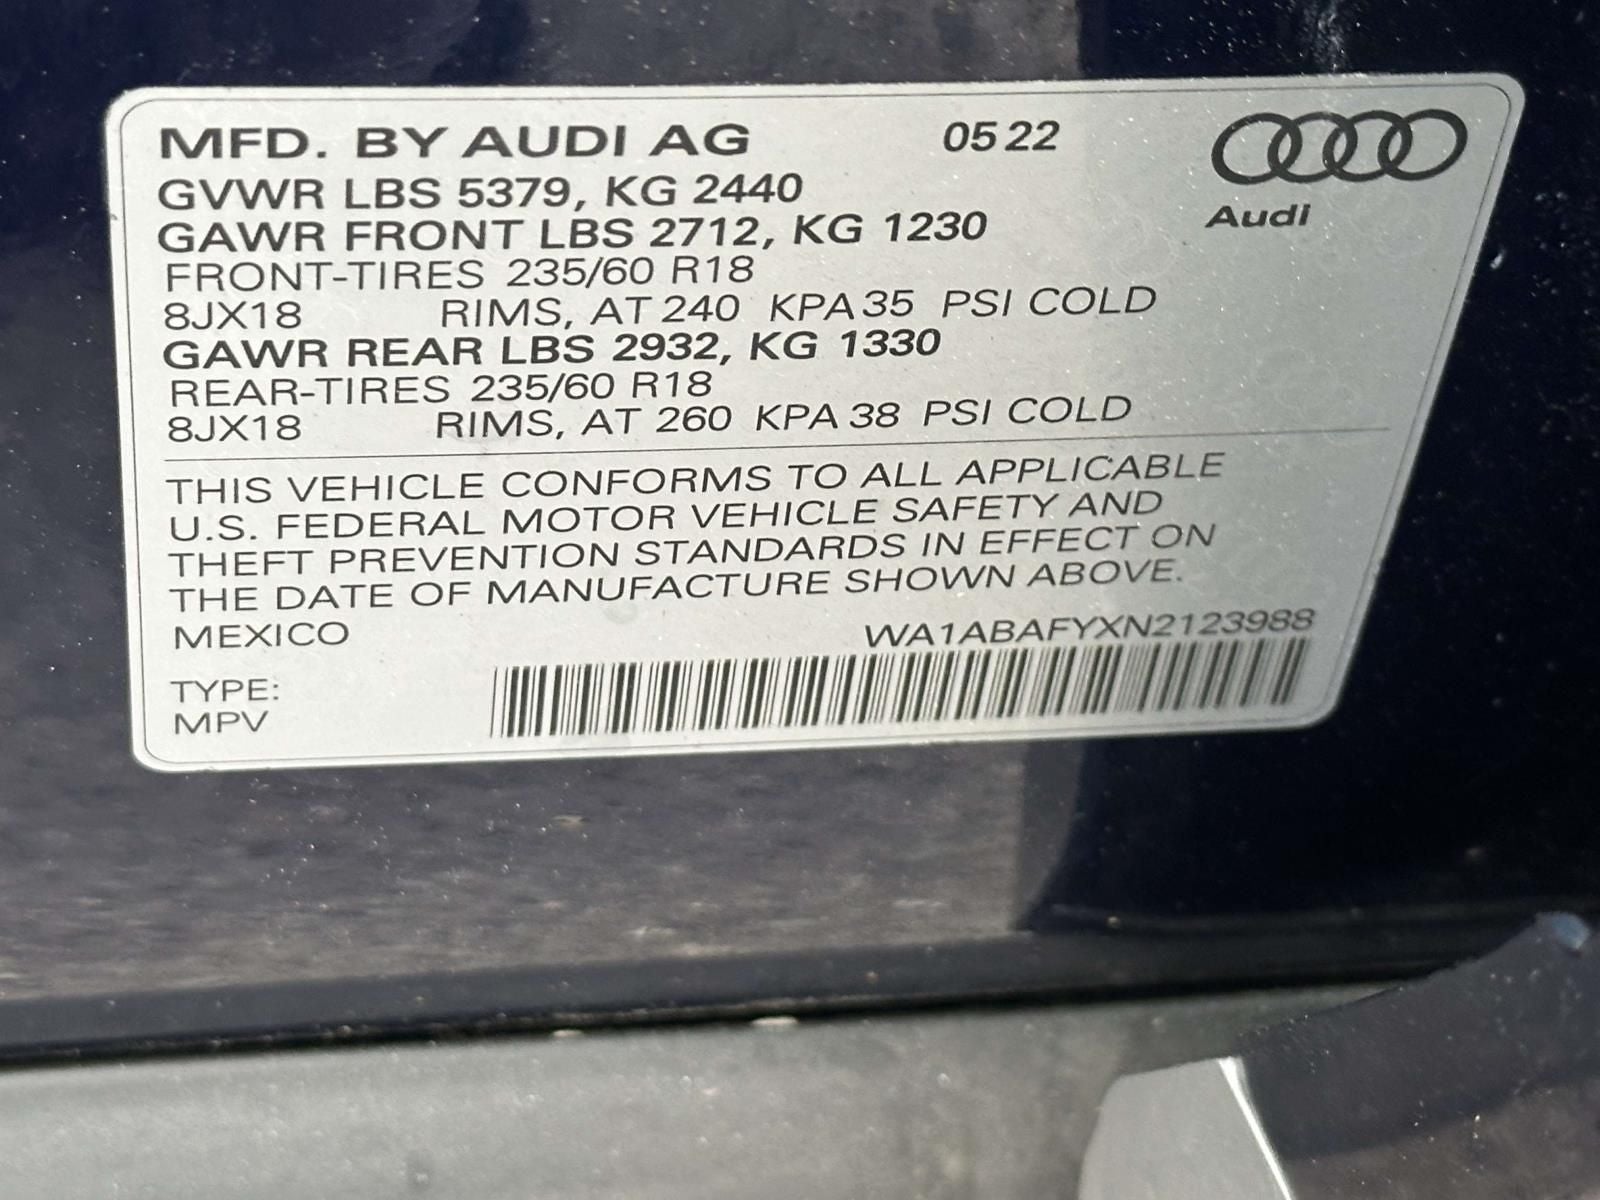 MFD. BY AUDI AG 05 22
Audi
GVWR LBS 5379, KG 2440
GAWR FRONT LBS 2712, KG 1230
FRONT-TIRES 235/60 R18
8JX18 RIMS, AT 240 KPA 35 PSI COLD
GAWR REAR LBS 2932, KG 1330
REAR-TIRES 235/60 R18
8JX18 RIMS, AT 260 KPA 38 PSI COLD
THIS VEHICLE CONFORMS TO ALL APPLICABLE
U.S. FEDERAL MOTOR VEHICLE SAFETY AND
THEFT PREVENTION STANDARDS IN EFFECT ON
THE DATE OF MANUFACTURE SHOWN ABOVE.
MEXICO WA1ABAFYXN2123988
TYPE:
MPV